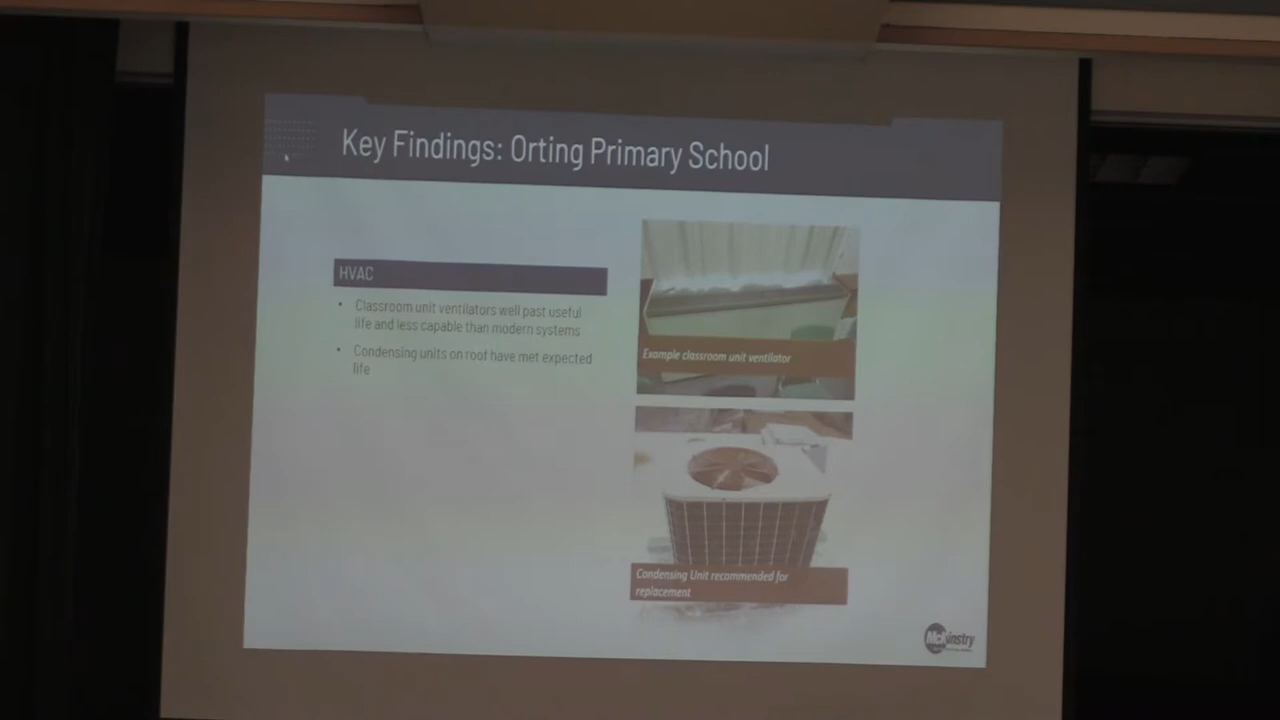 Key Findings: Orting Primary School
HVAC
• Classroom unit ventilators well past useful
life and less capable than modern systems
• Condensing units on roof have met expected
life
Example classroom unit ventilator
Condensing Unit recommended for
replacement
McKinstry